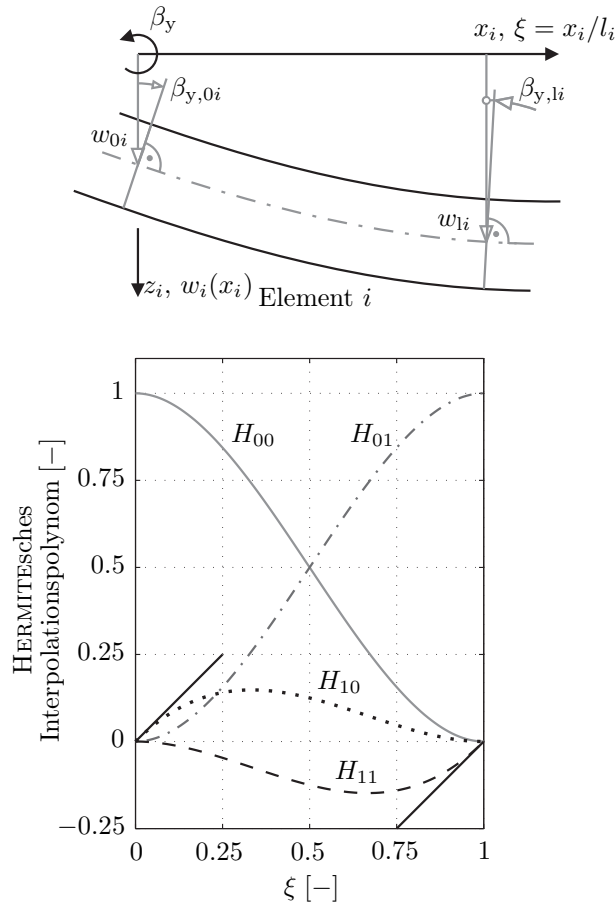 β_y
x_i, ξ = x_i/l_i
β_y,0i
β_y,li
w_0i
w_li
z_i, w_i(x_i)
Element i
HERMITEsches
Interpolationspolynom [−]
1
0.75
0.5
0.25
0
−0.25
H_00
H_01
H_10
H_11
0
0.25
0.5
0.75
1
ξ [−]